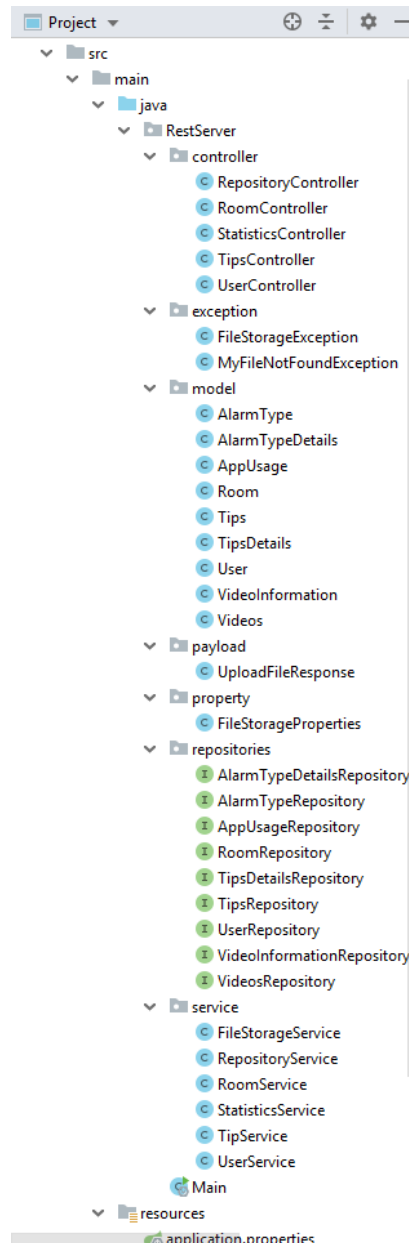 Project
src
main
java
RestServer
controller
RepositoryController
RoomController
StatisticsController
TipsController
UserController
exception
FileStorageException
MyFileNotFoundException
model
AlarmType
AlarmTypeDetails
AppUsage
Room
Tips
TipsDetails
User
VideoInformation
Videos
payload
UploadFileResponse
property
FileStorageProperties
repositories
AlarmTypeDetailsRepository
AlarmTypeRepository
AppUsageRepository
RoomRepository
TipsDetailsRepository
TipsRepository
UserRepository
VideoInformationRepository
VideosRepository
service
FileStorageService
RepositoryService
RoomService
StatisticsService
TipService
UserService
Main
resources
application.properties